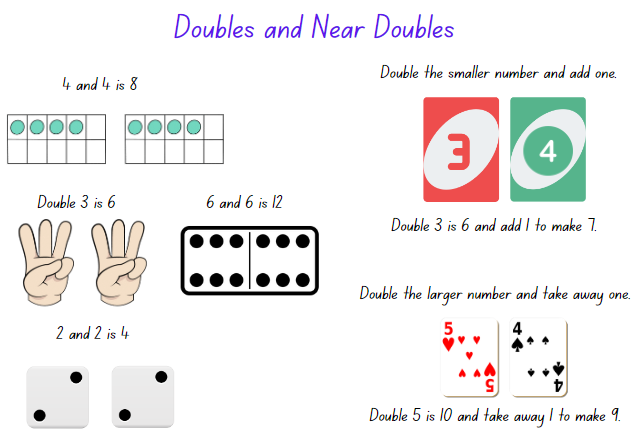 Doubles and Near Doubles
4 and 4 is 8
Double 3 is 6
6 and 6 is 12
2 and 2 is 4
Double the smaller number and add one.
3
4
Double 3 is 6 and add 1 to make 7.
Double the larger number and take away one.
5
5
4
4
Double 5 is 10 and take away 1 to make 9.